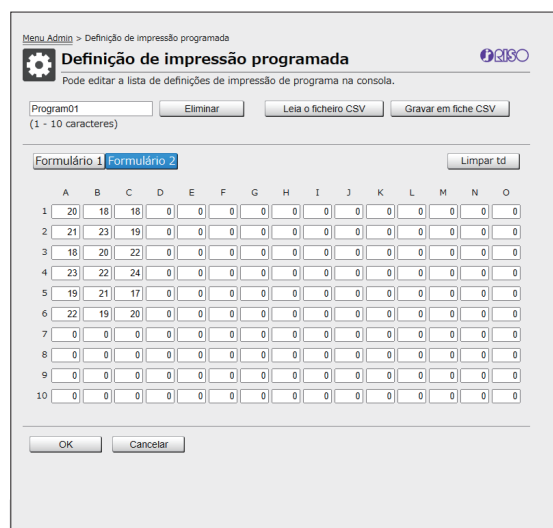 Menu Admin > Definição de impressão programada
Definição de impressão programada
RISO
Pode editar a lista de definições de impressão de programa na consola.
Program01 Eliminar Leia o ficheiro CSV Gravar em fiche CSV
(1 - 10 caracteres)
Formulário 1 Formulário 2 Limpar td
A B C D E F G H I J K L M N O
1 20 18 18 0 0 0 0 0 0 0 0 0 0 0 0
2 21 23 19 0 0 0 0 0 0 0 0 0 0 0 0
3 18 20 22 0 0 0 0 0 0 0 0 0 0 0 0
4 23 22 24 0 0 0 0 0 0 0 0 0 0 0 0
5 19 21 17 0 0 0 0 0 0 0 0 0 0 0 0
6 22 19 20 0 0 0 0 0 0 0 0 0 0 0 0
7 0 0 0 0 0 0 0 0 0 0 0 0 0 0 0
8 0 0 0 0 0 0 0 0 0 0 0 0 0 0 0
9 0 0 0 0 0 0 0 0 0 0 0 0 0 0 0
10 0 0 0 0 0 0 0 0 0 0 0 0 0 0 0
OK Cancelar